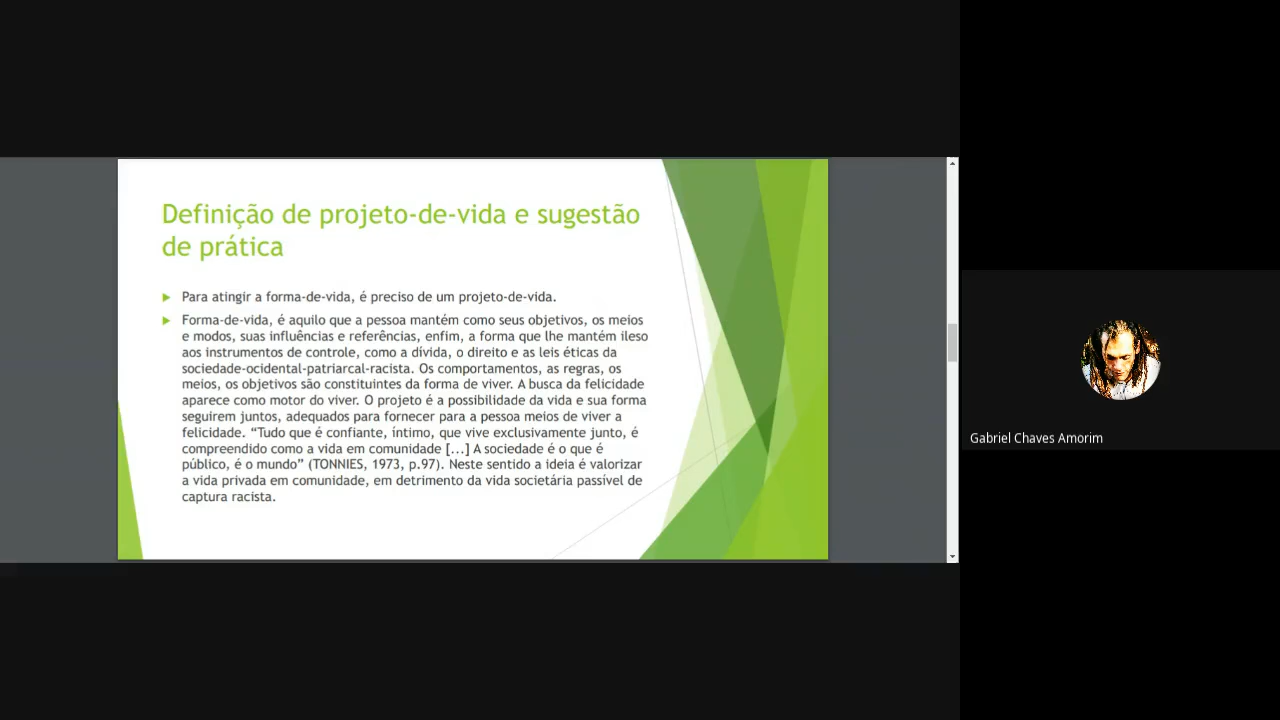 Definição de projeto-de-vida e sugestão
de prática
Para atingir a forma-de-vida, é preciso de um projeto-de-vida.
Forma-de-vida, é aquilo que a pessoa mantém como seus objetivos, os meios
e modos, suas influências e referências, enfim, a forma que lhe mantém ileso
aos instrumentos de controle, como a dívida, o direito e as leis éticas da
sociedade-ocidental-patriarcal-racista. Os comportamentos, as regras, os
meios, os objetivos são constituintes da forma de viver. A busca da felicidade
aparece como motor do viver. O projeto é a possibilidade da vida e sua forma
seguirem juntos, adequados para fornecer para a pessoa meios de viver a
felicidade. “Tudo que é confiante, íntimo, que vive exclusivamente junto, é
compreendido como a vida em comunidade [...] A sociedade é o que é
público, é o mundo” (TONNIES, 1973, p.97). Neste sentido a ideia é valorizar
a vida privada em comunidade, em detrimento da vida societária passível de
captura racista.
Gabriel Chaves Amorim